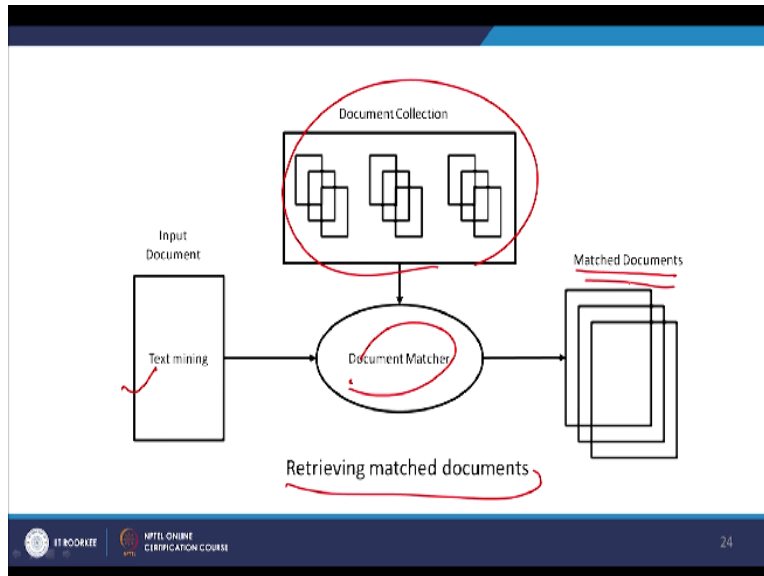 Document Collection
Input
Document
Matched Documents
Text mining
Document Matcher
Retrieving matched documents
IT ROORKEE
NPTEL ONLINE
CERTIFICATION COURSE
24